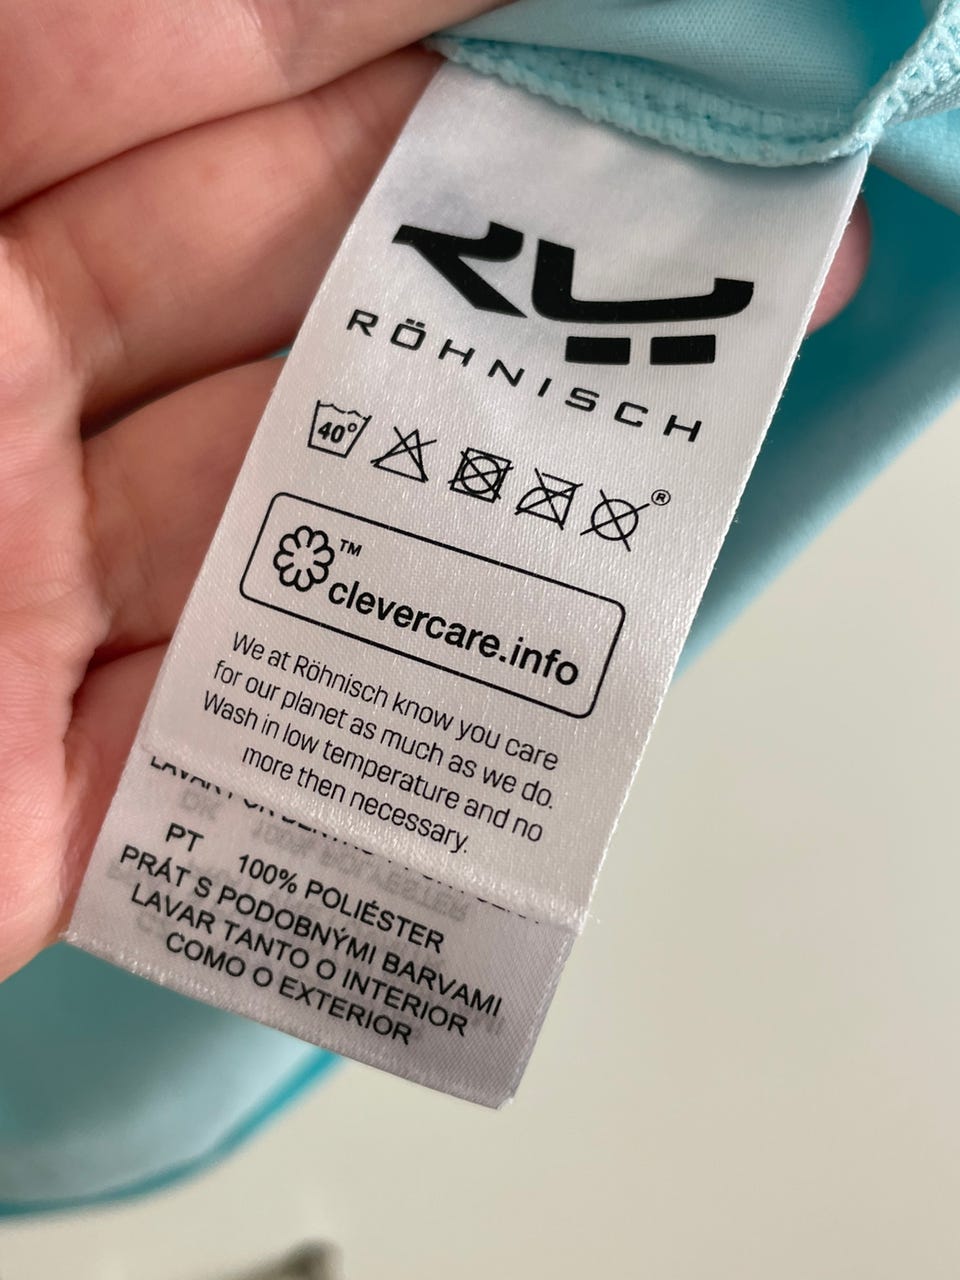 RÖHNISCH
40°
®
™
clevercare.info
We at Röhnisch know you care
for our planet as much as we do.
Wash in low temperature and no
more then necessary.
LAVAR
PT 100% POLIÉSTER
PRÁT S PODOBNÝMI BARVAMI
LAVAR TANTO O INTERIOR
COMO O EXTERIOR